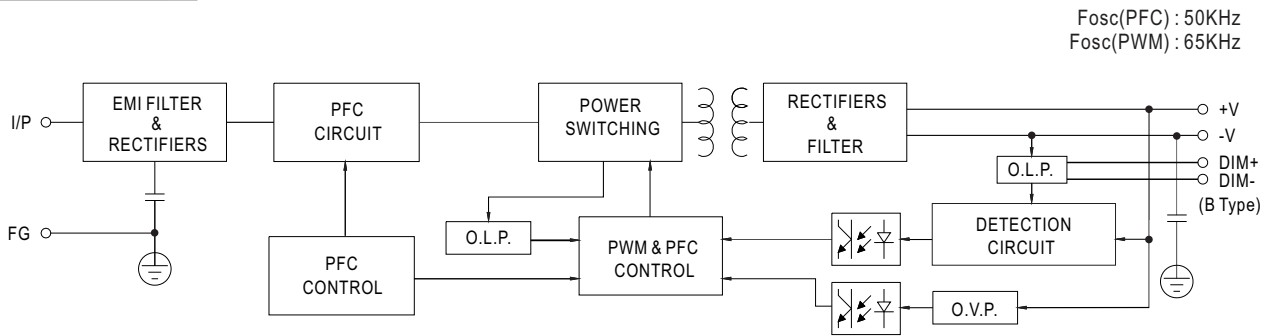 Fosc(PFC) : 50KHz
Fosc(PWM) : 65KHz
I/P
EMI FILTER
&
RECTIFIERS
PFC
CIRCUIT
POWER
SWITCHING
RECTIFIERS
&
FILTER
+V
-V
DIM+
DIM-
(B Type)
O.L.P.
FG
PFC
CONTROL
O.L.P.
PWM & PFC
CONTROL
DETECTION
CIRCUIT
O.V.P.